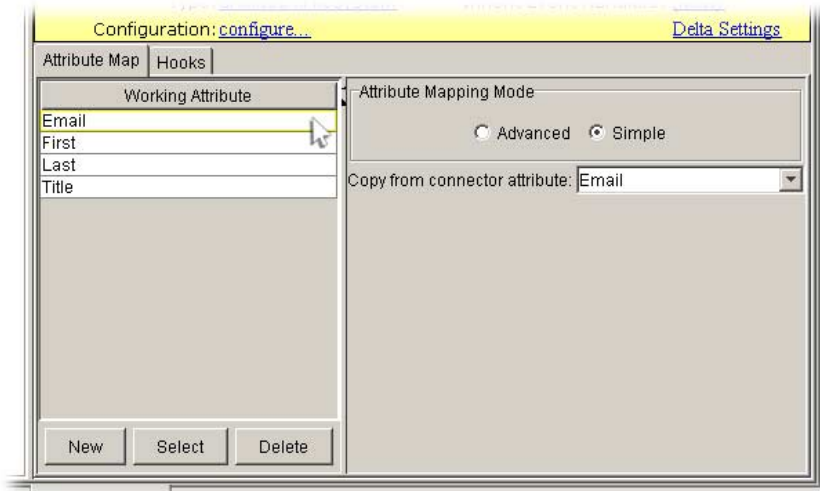 Configuration: configure... Delta Settings
Attribute Map Hooks
Working Attribute
Email
First
Last
Title
Attribute Mapping Mode
Advanced Simple
Copy from connector attribute: Email
New Select Delete